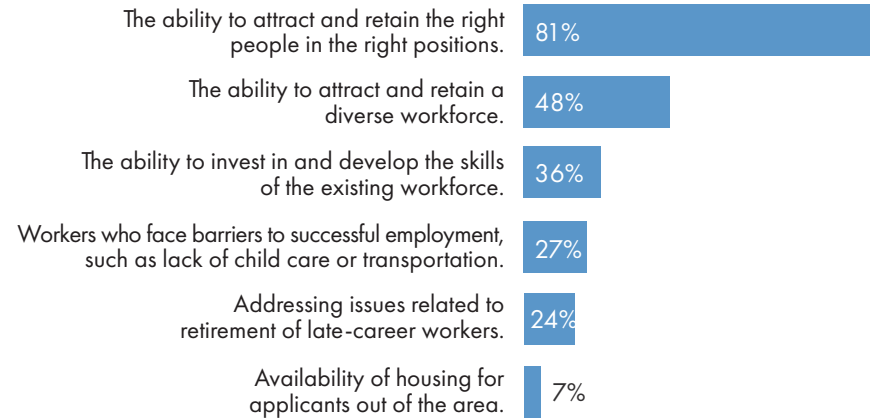 The ability to attract and retain the right
people in the right positions.
81%
The ability to attract and retain a
diverse workforce.
48%
The ability to invest in and develop the skills
of the existing workforce.
36%
Workers who face barriers to successful employment,
such as lack of child care or transportation.
27%
Addressing issues related to
retirement of late-career workers.
24%
Availability of housing for
applicants out of the area.
7%